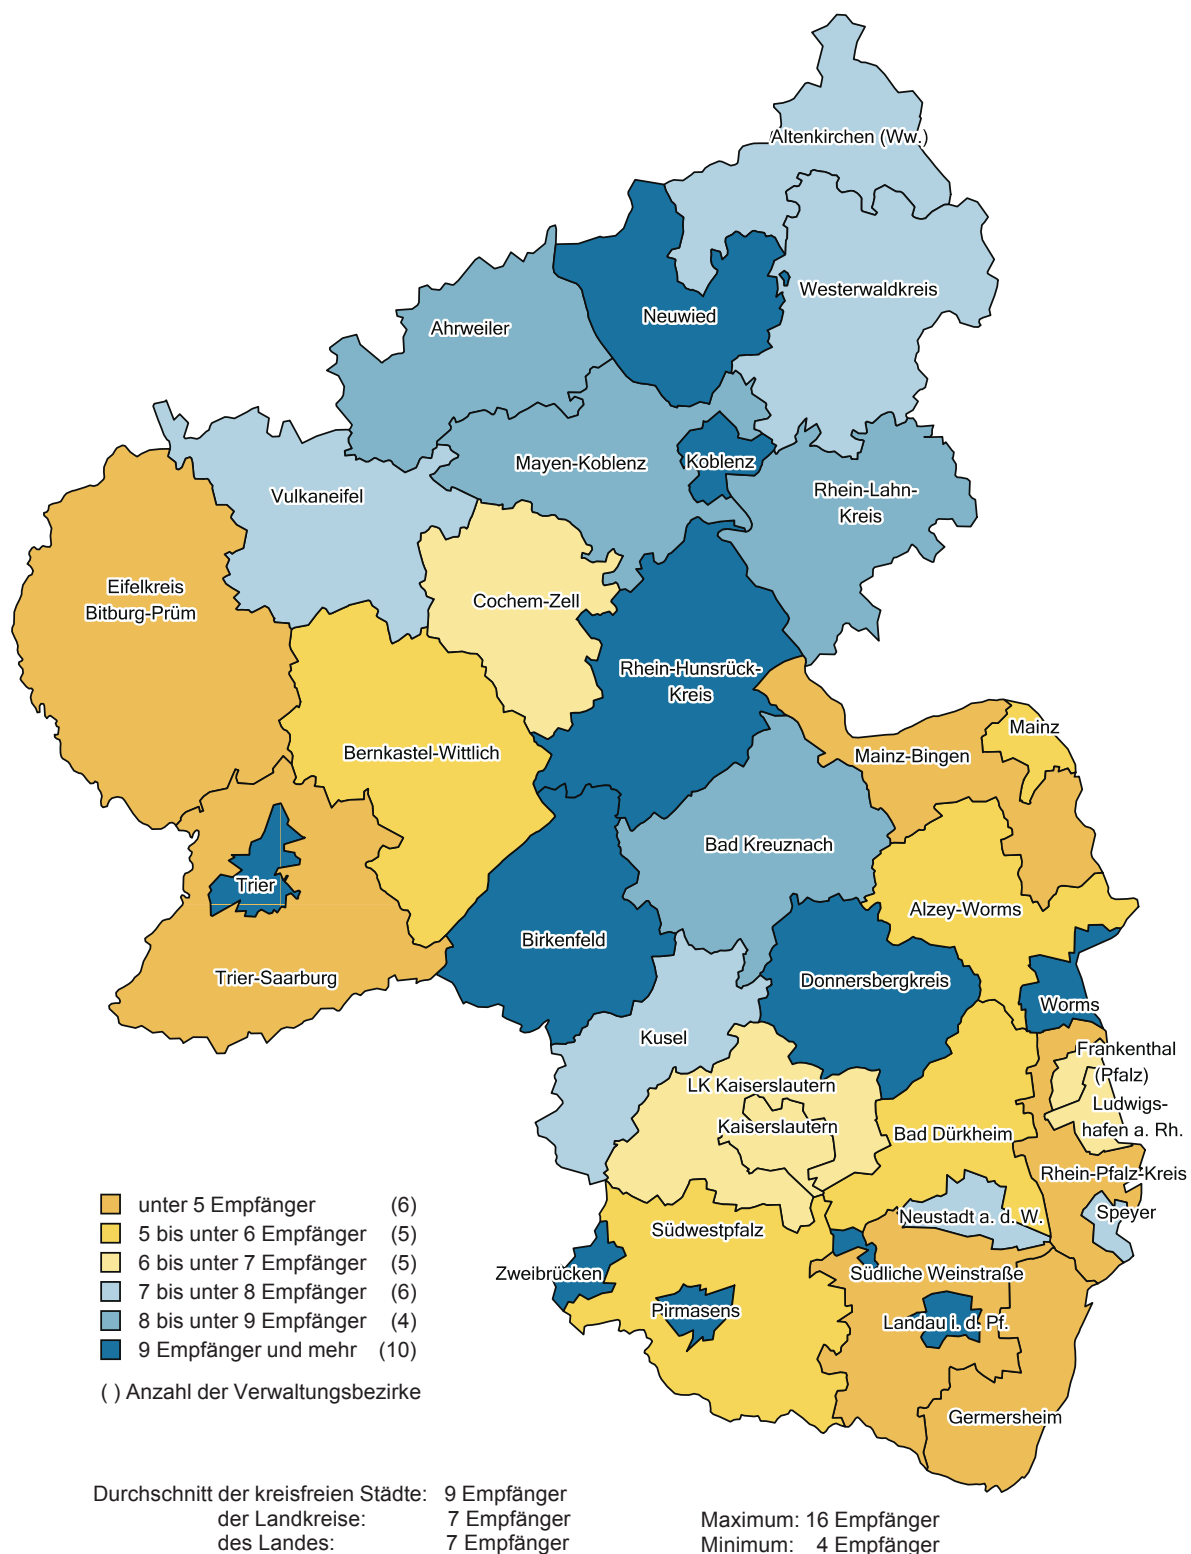 Altenkirchen (Ww.)
Westerwaldkreis
Neuwied
Ahrweiler
Mayen-Koblenz
Koblenz
Rhein-Lahn-
Kreis
Vulkaneifel
Eifelkreis
Bitburg-Prüm
Cochem-Zell
Rhein-Hunsrück-
Kreis
Bernkastel-Wittlich
Mainz
Mainz-Bingen
Bad Kreuznach
Trier
Alzey-Worms
Birkenfeld
Trier-Saarburg
Donnersbergkreis
Worms
Kusel
Frankenthal
(Pfalz)
LK Kaiserslautern
Ludwigs-
hafen a. Rh.
Kaiserslautern
Bad Dürkheim
Rhein-Pfalz-Kreis
Neustadt a. d. W.
Speyer
Südwestpfalz
Zweibrücken
Südliche Weinstraße
Pirmasens
Landau i. d. Pf.
Germersheim
unter 5 Empfänger (6)
5 bis unter 6 Empfänger (5)
6 bis unter 7 Empfänger (5)
7 bis unter 8 Empfänger (6)
8 bis unter 9 Empfänger (4)
9 Empfänger und mehr (10)
( ) Anzahl der Verwaltungsbezirke
Durchschnitt der kreisfreien Städte: 9 Empfänger
der Landkreise: 7 Empfänger
des Landes: 7 Empfänger
Maximum: 16 Empfänger
Minimum: 4 Empfänger